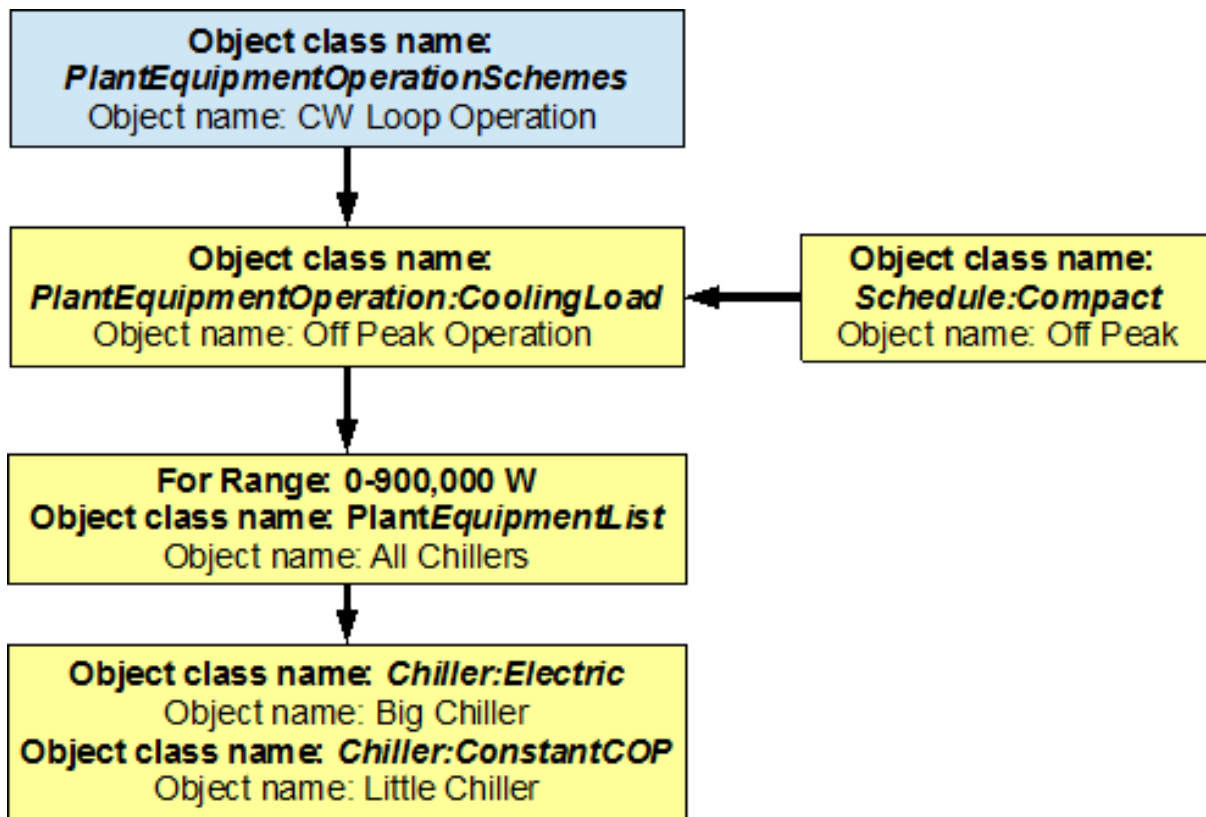 Object class name:
PlantEquipmentOperationSchemes
Object name: CW Loop Operation
Object class name:
PlantEquipmentOperation:CoolingLoad
Object name: Off Peak Operation
Object class name:
Schedule:Compact
Object name: Off Peak
For Range: 0-900,000 W
Object class name: PlantEquipmentList
Object name: All Chillers
Object class name: Chiller:Electric
Object name: Big Chiller
Object class name: Chiller:ConstantCOP
Object name: Little Chiller